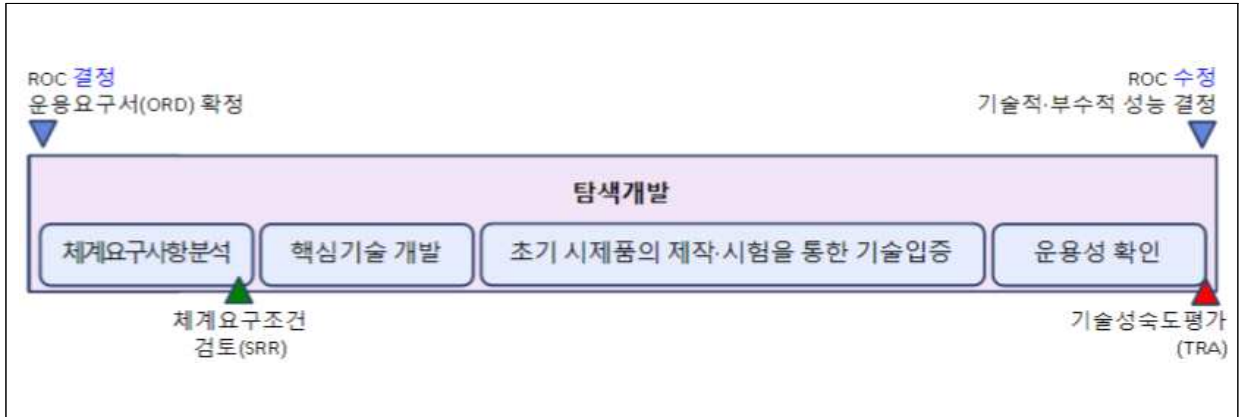 ROC 결정
운용요구서(ORD) 확정
ROC 수정
기술적·부수적 성능 결정
탐색개발
체계요구사항분석
핵심기술 개발
초기 시제품의 제작·시험을 통한 기술입증
운용성 확인
체계요구조건
검토(SRR)
기술성숙도평가
(TRA)